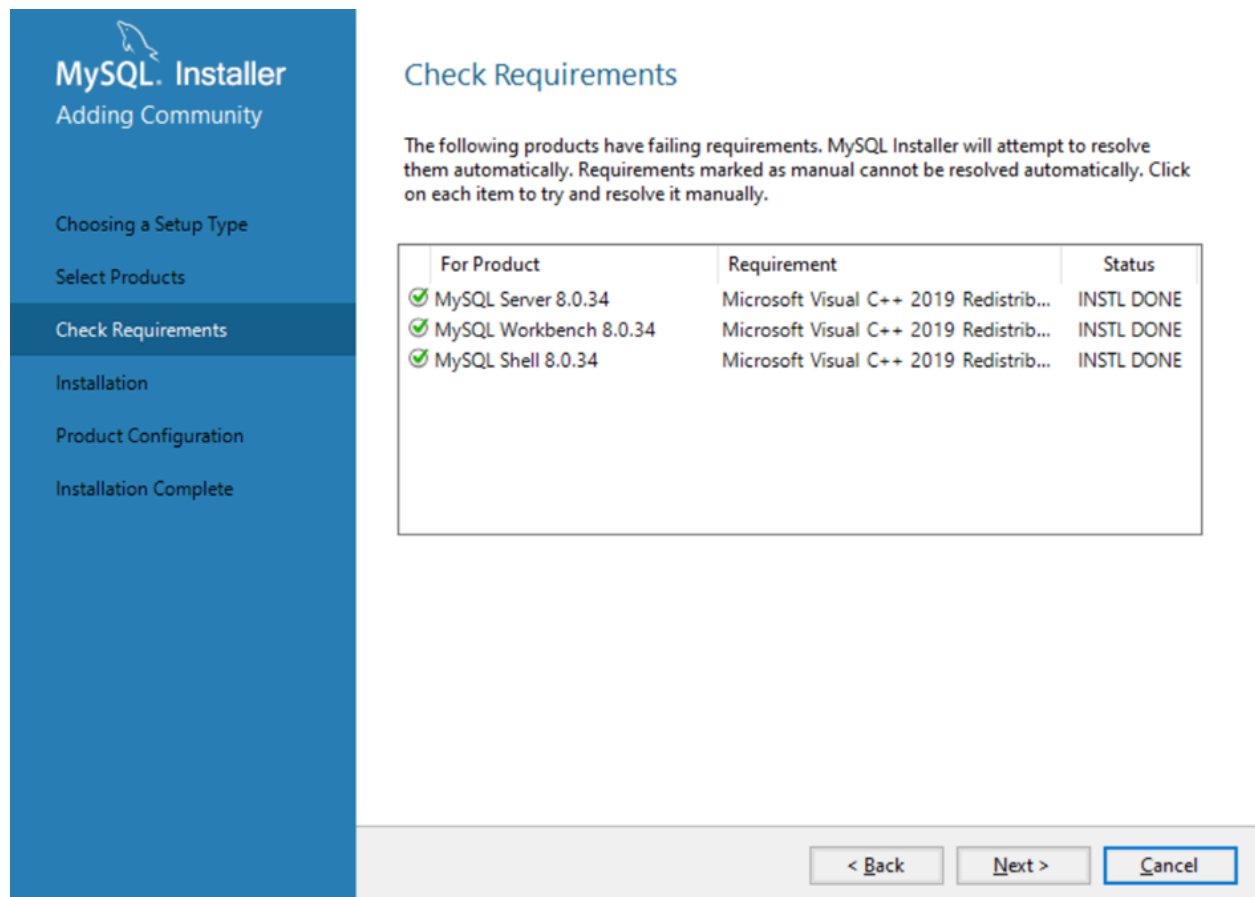 MySQL. Installer
Adding Community
Choosing a Setup Type
Select Products
Check Requirements
Installation
Product Configuration
Installation Complete
Check Requirements
The following products have failing requirements. MySQL Installer will attempt to resolve
them automatically. Requirements marked as manual cannot be resolved automatically. Click
on each item to try and resolve it manually.
For Product Requirement Status
MySQL Server 8.0.34 Microsoft Visual C++ 2019 Redistrib... INSTL DONE
MySQL Workbench 8.0.34 Microsoft Visual C++ 2019 Redistrib... INSTL DONE
MySQL Shell 8.0.34 Microsoft Visual C++ 2019 Redistrib... INSTL DONE
< Back Next > Cancel